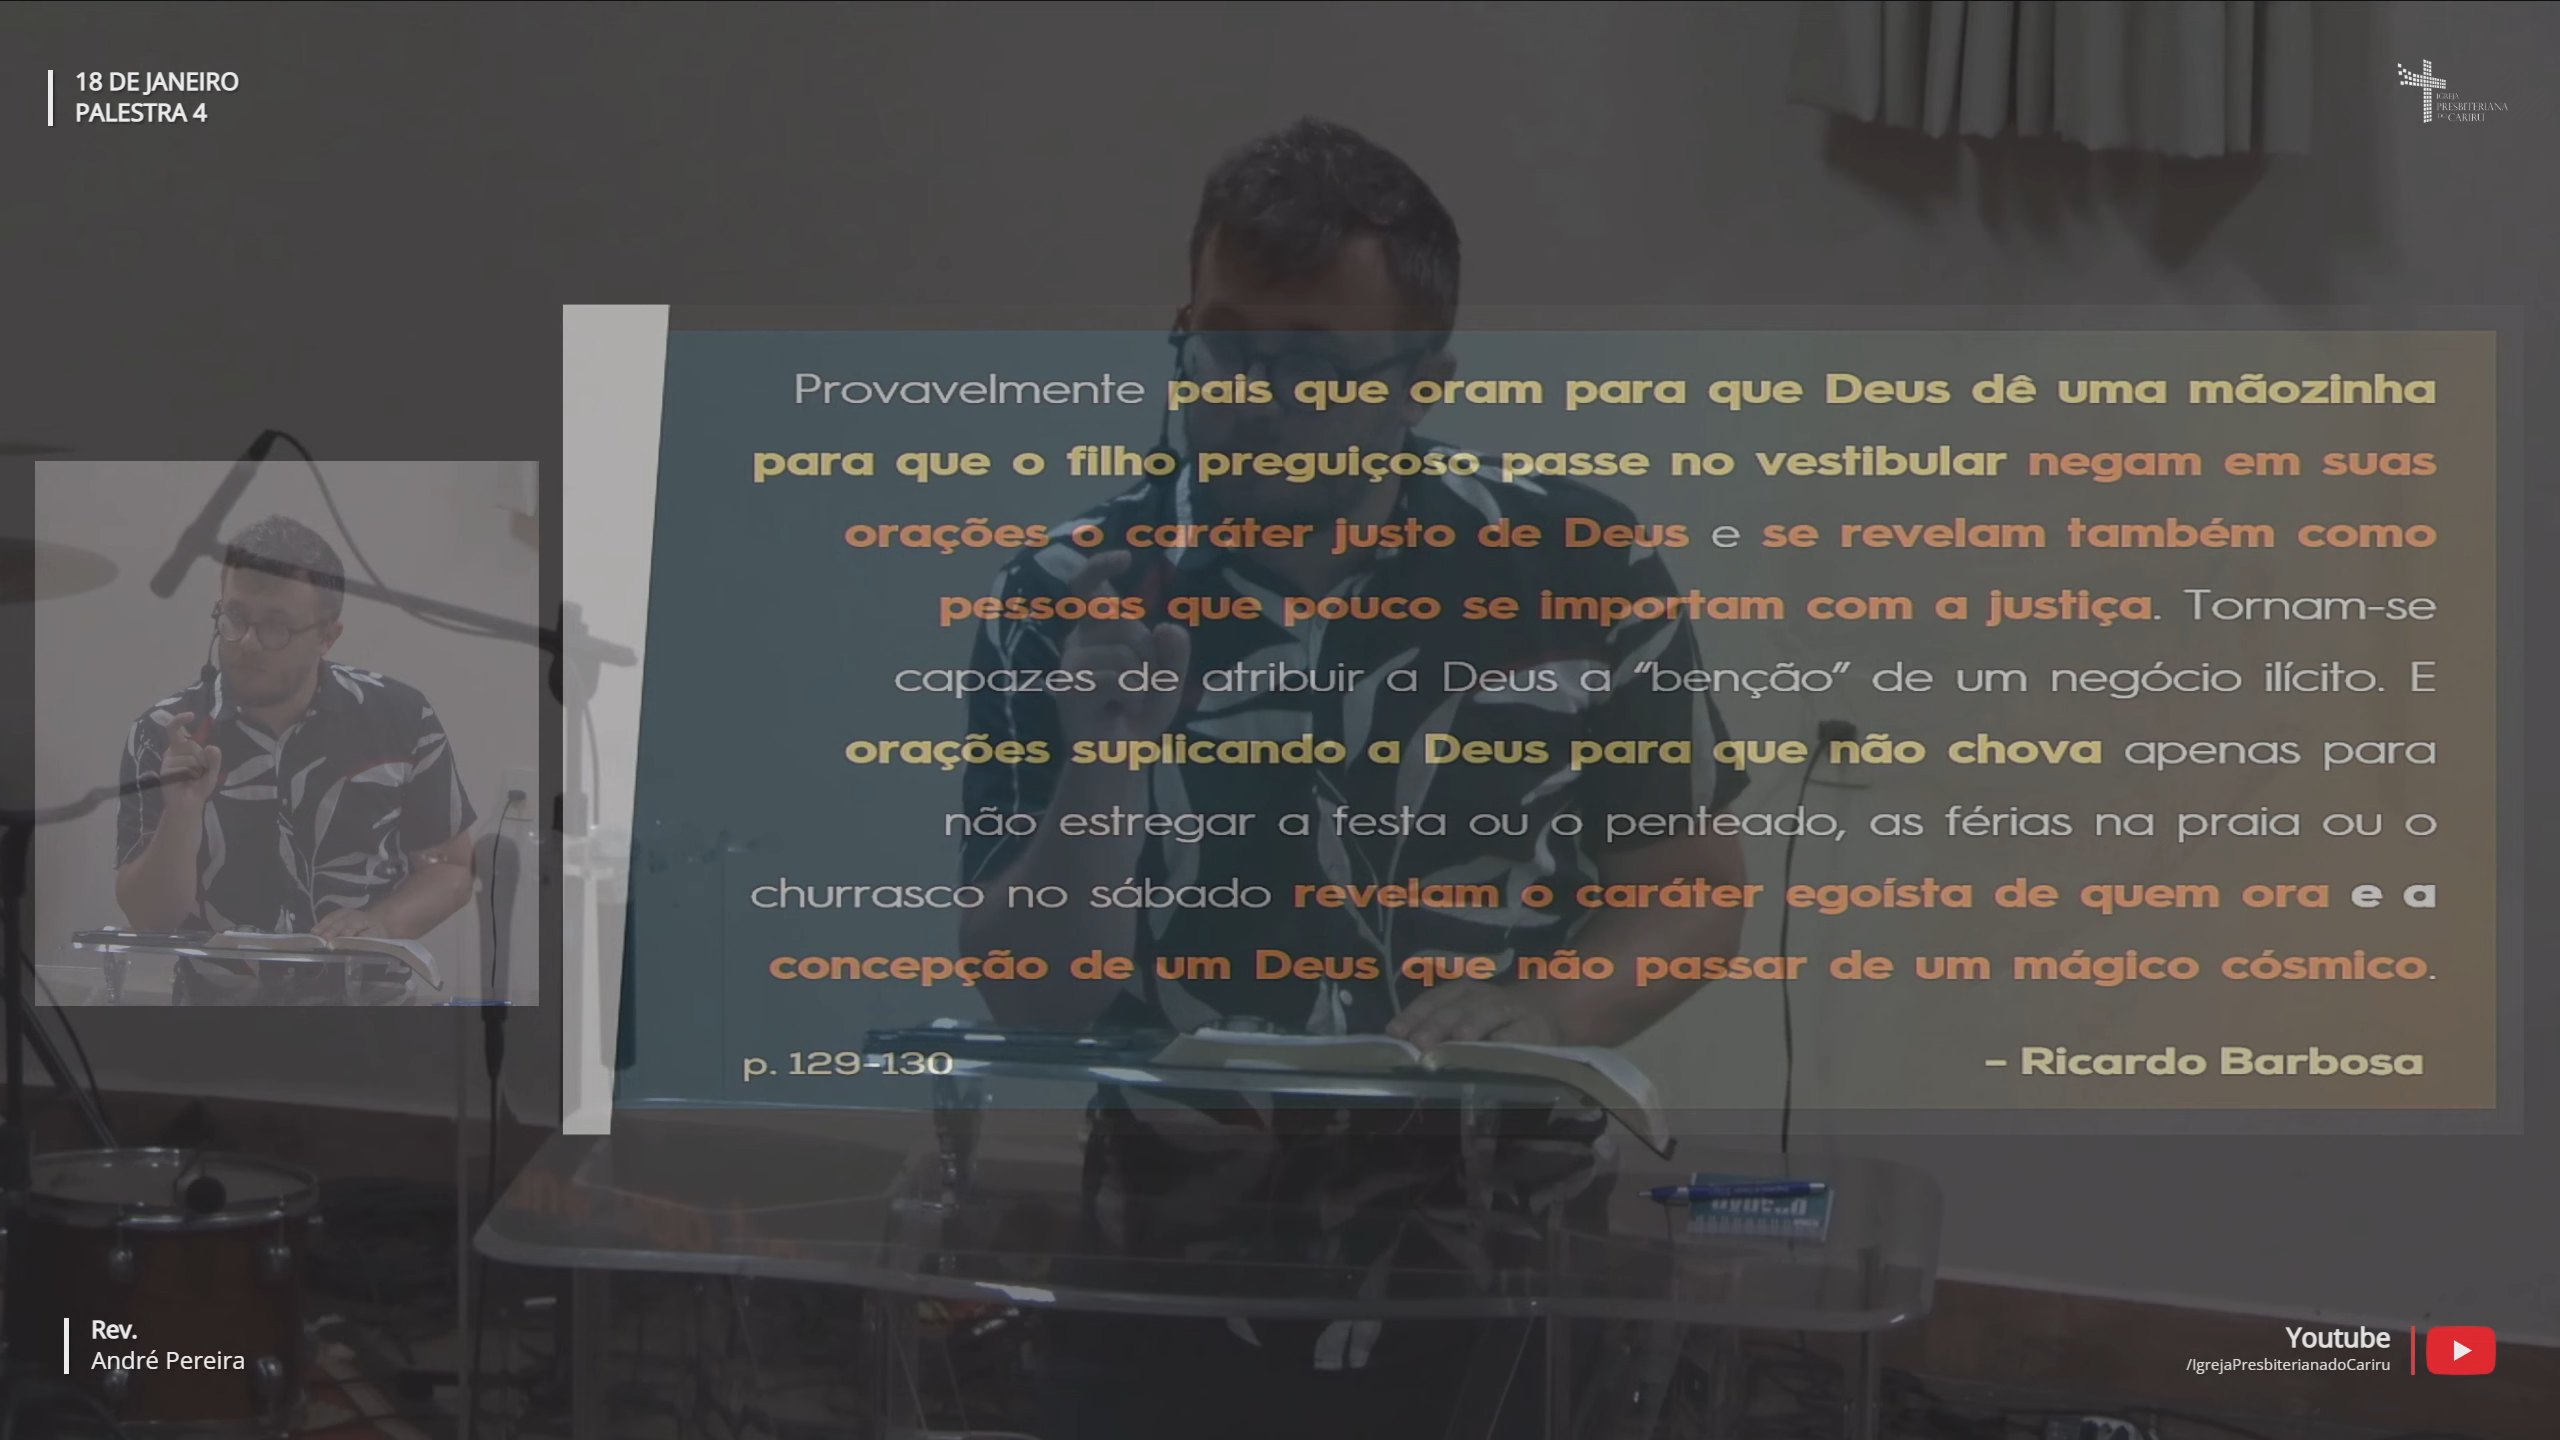 18 DE JANEIRO
PALESTRA 4
IGREJA
PRESBITERIANA
DO CARIRU
Provavelmente pais que oram para que Deus dê uma mãozinha
para que o filho preguiçoso passe no vestibular negam em suas
orações o caráter justo de Deus e se revelam também como
pessoas que pouco se importam com a justiça. Tornam-se
capazes de atribuir a Deus a “benção” de um negócio ilícito. E
orações suplicando a Deus para que não chova apenas para
não estregar a festa ou o penteado, as férias na praia ou o
churrasco no sábado revelam o caráter egoísta de quem ora e a
concepção de um Deus que não passar de um mágico cósmico.
p. 129-130
– Ricardo Barbosa
Rev.
André Pereira
Youtube
/IgrejaPresbiterianadoCariru